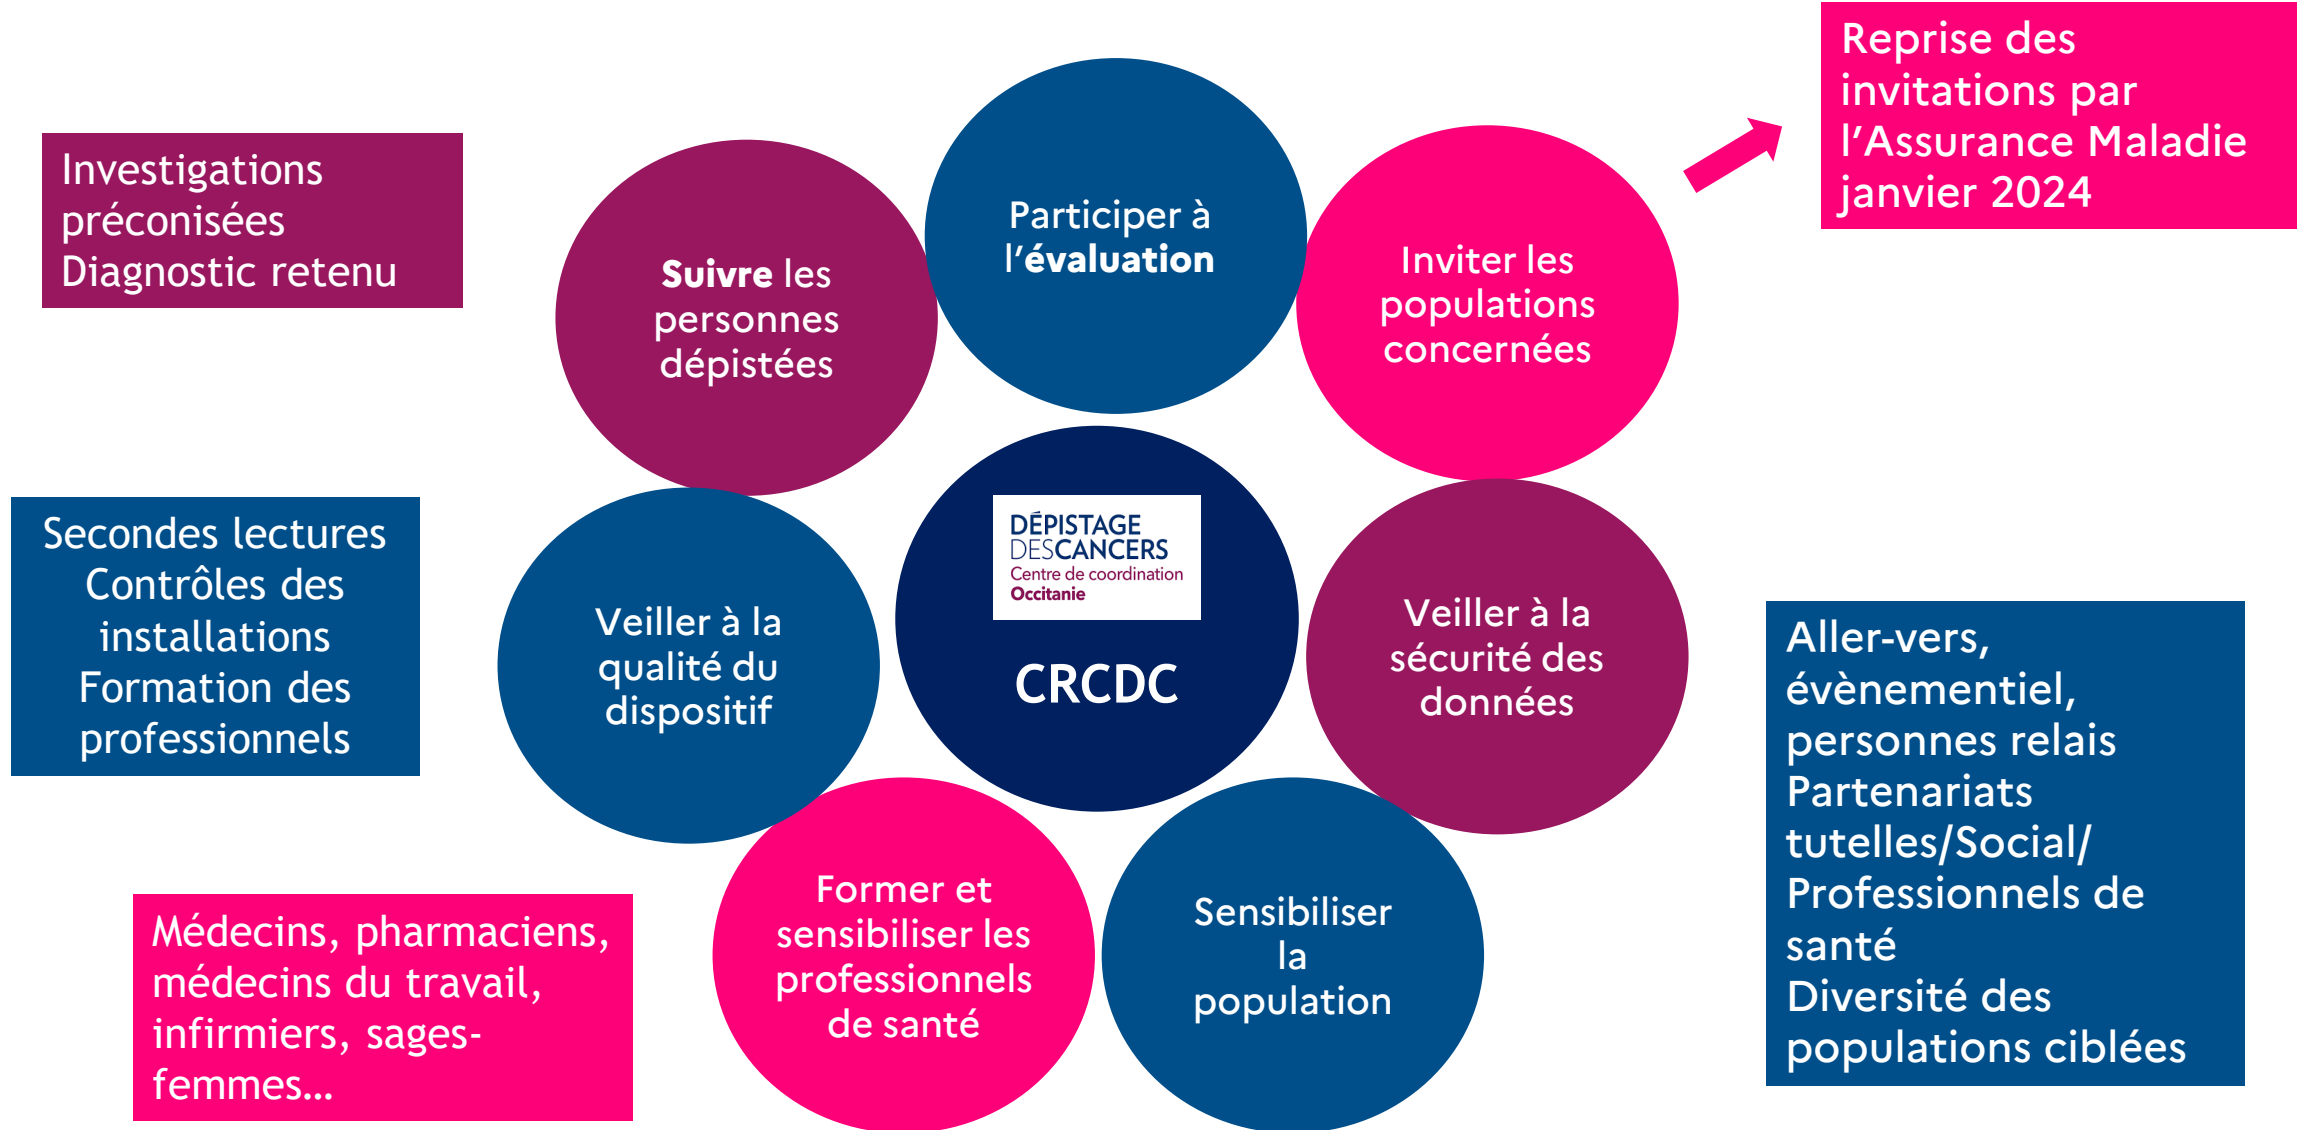 Reprise des
invitations par
l’Assurance Maladie
janvier 2024
Investigations
préconisées
Diagnostic retenu
Participer à
l’évaluation
Suivre les
personnes
dépistées
Inviter les
populations
concernées
Secondes lectures
Contrôles des
installations
Formation des
professionnels
Veiller à la
qualité du
dispositif
DÉPISTAGE
DESCANCERS
Centre de coordination
Occitanie
CRCDC
Veiller à la
sécurité des
données
Aller-vers,
évènementiel,
personnes relais
Partenariats
tutelles/Social/
Professionnels de
santé
Diversité des
populations ciblées
Médecins, pharmaciens,
médecins du travail,
infirmiers, sages-
femmes…
Former et
sensibiliser les
professionnels
de santé
Sensibiliser
la
population